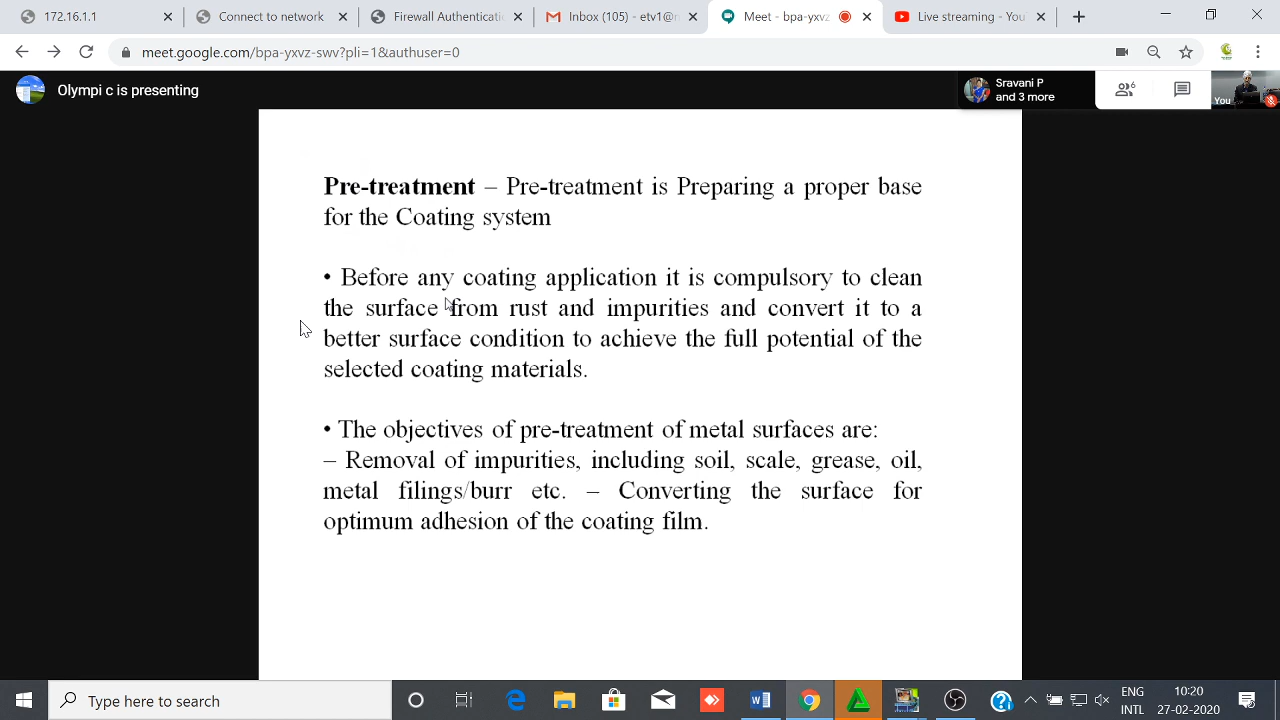 172.16.1.1
Connect to network
Firewall Authenticati
Inbox (105) - etv1@n
Meet - bpa-yxvz
Live streaming - You
meet.google.com/bpa-yxvz-swv?pli=1&authuser=0
Olympi c is presenting
Sravani P
and 3 more
6
You
Pre-treatment – Pre-treatment is Preparing a proper base
for the Coating system
• Before any coating application it is compulsory to clean
the surface from rust and impurities and convert it to a
better surface condition to achieve the full potential of the
selected coating materials.
• The objectives of pre-treatment of metal surfaces are:
– Removal of impurities, including soil, scale, grease, oil,
metal filings/burr etc. – Converting the surface for
optimum adhesion of the coating film.
Type here to search
ENG
INTL
10:20
27-02-2020